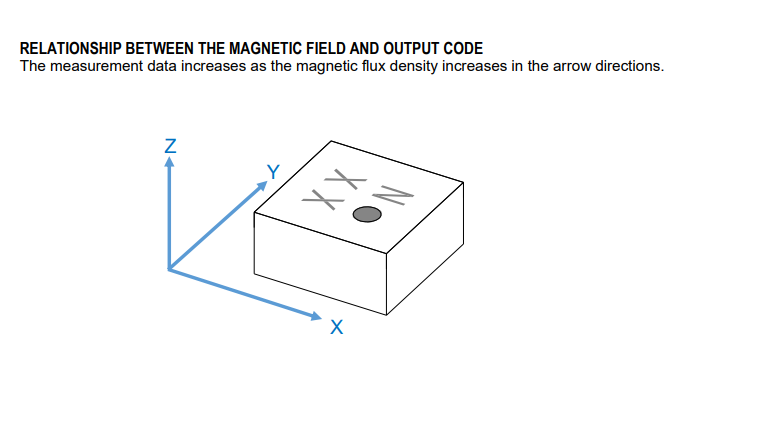 RELATIONSHIP BETWEEN THE MAGNETIC FIELD AND OUTPUT CODE
The measurement data increases as the magnetic flux density increases in the arrow directions.
Z
Y
X X
N
X